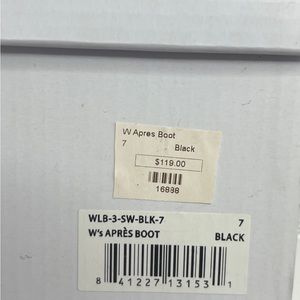 W Apres Boot
7 Black
$119.00
16898
WLB-3-SW-BLK-7 7
W's APRÈS BOOT BLACK
8 41227 13153 1